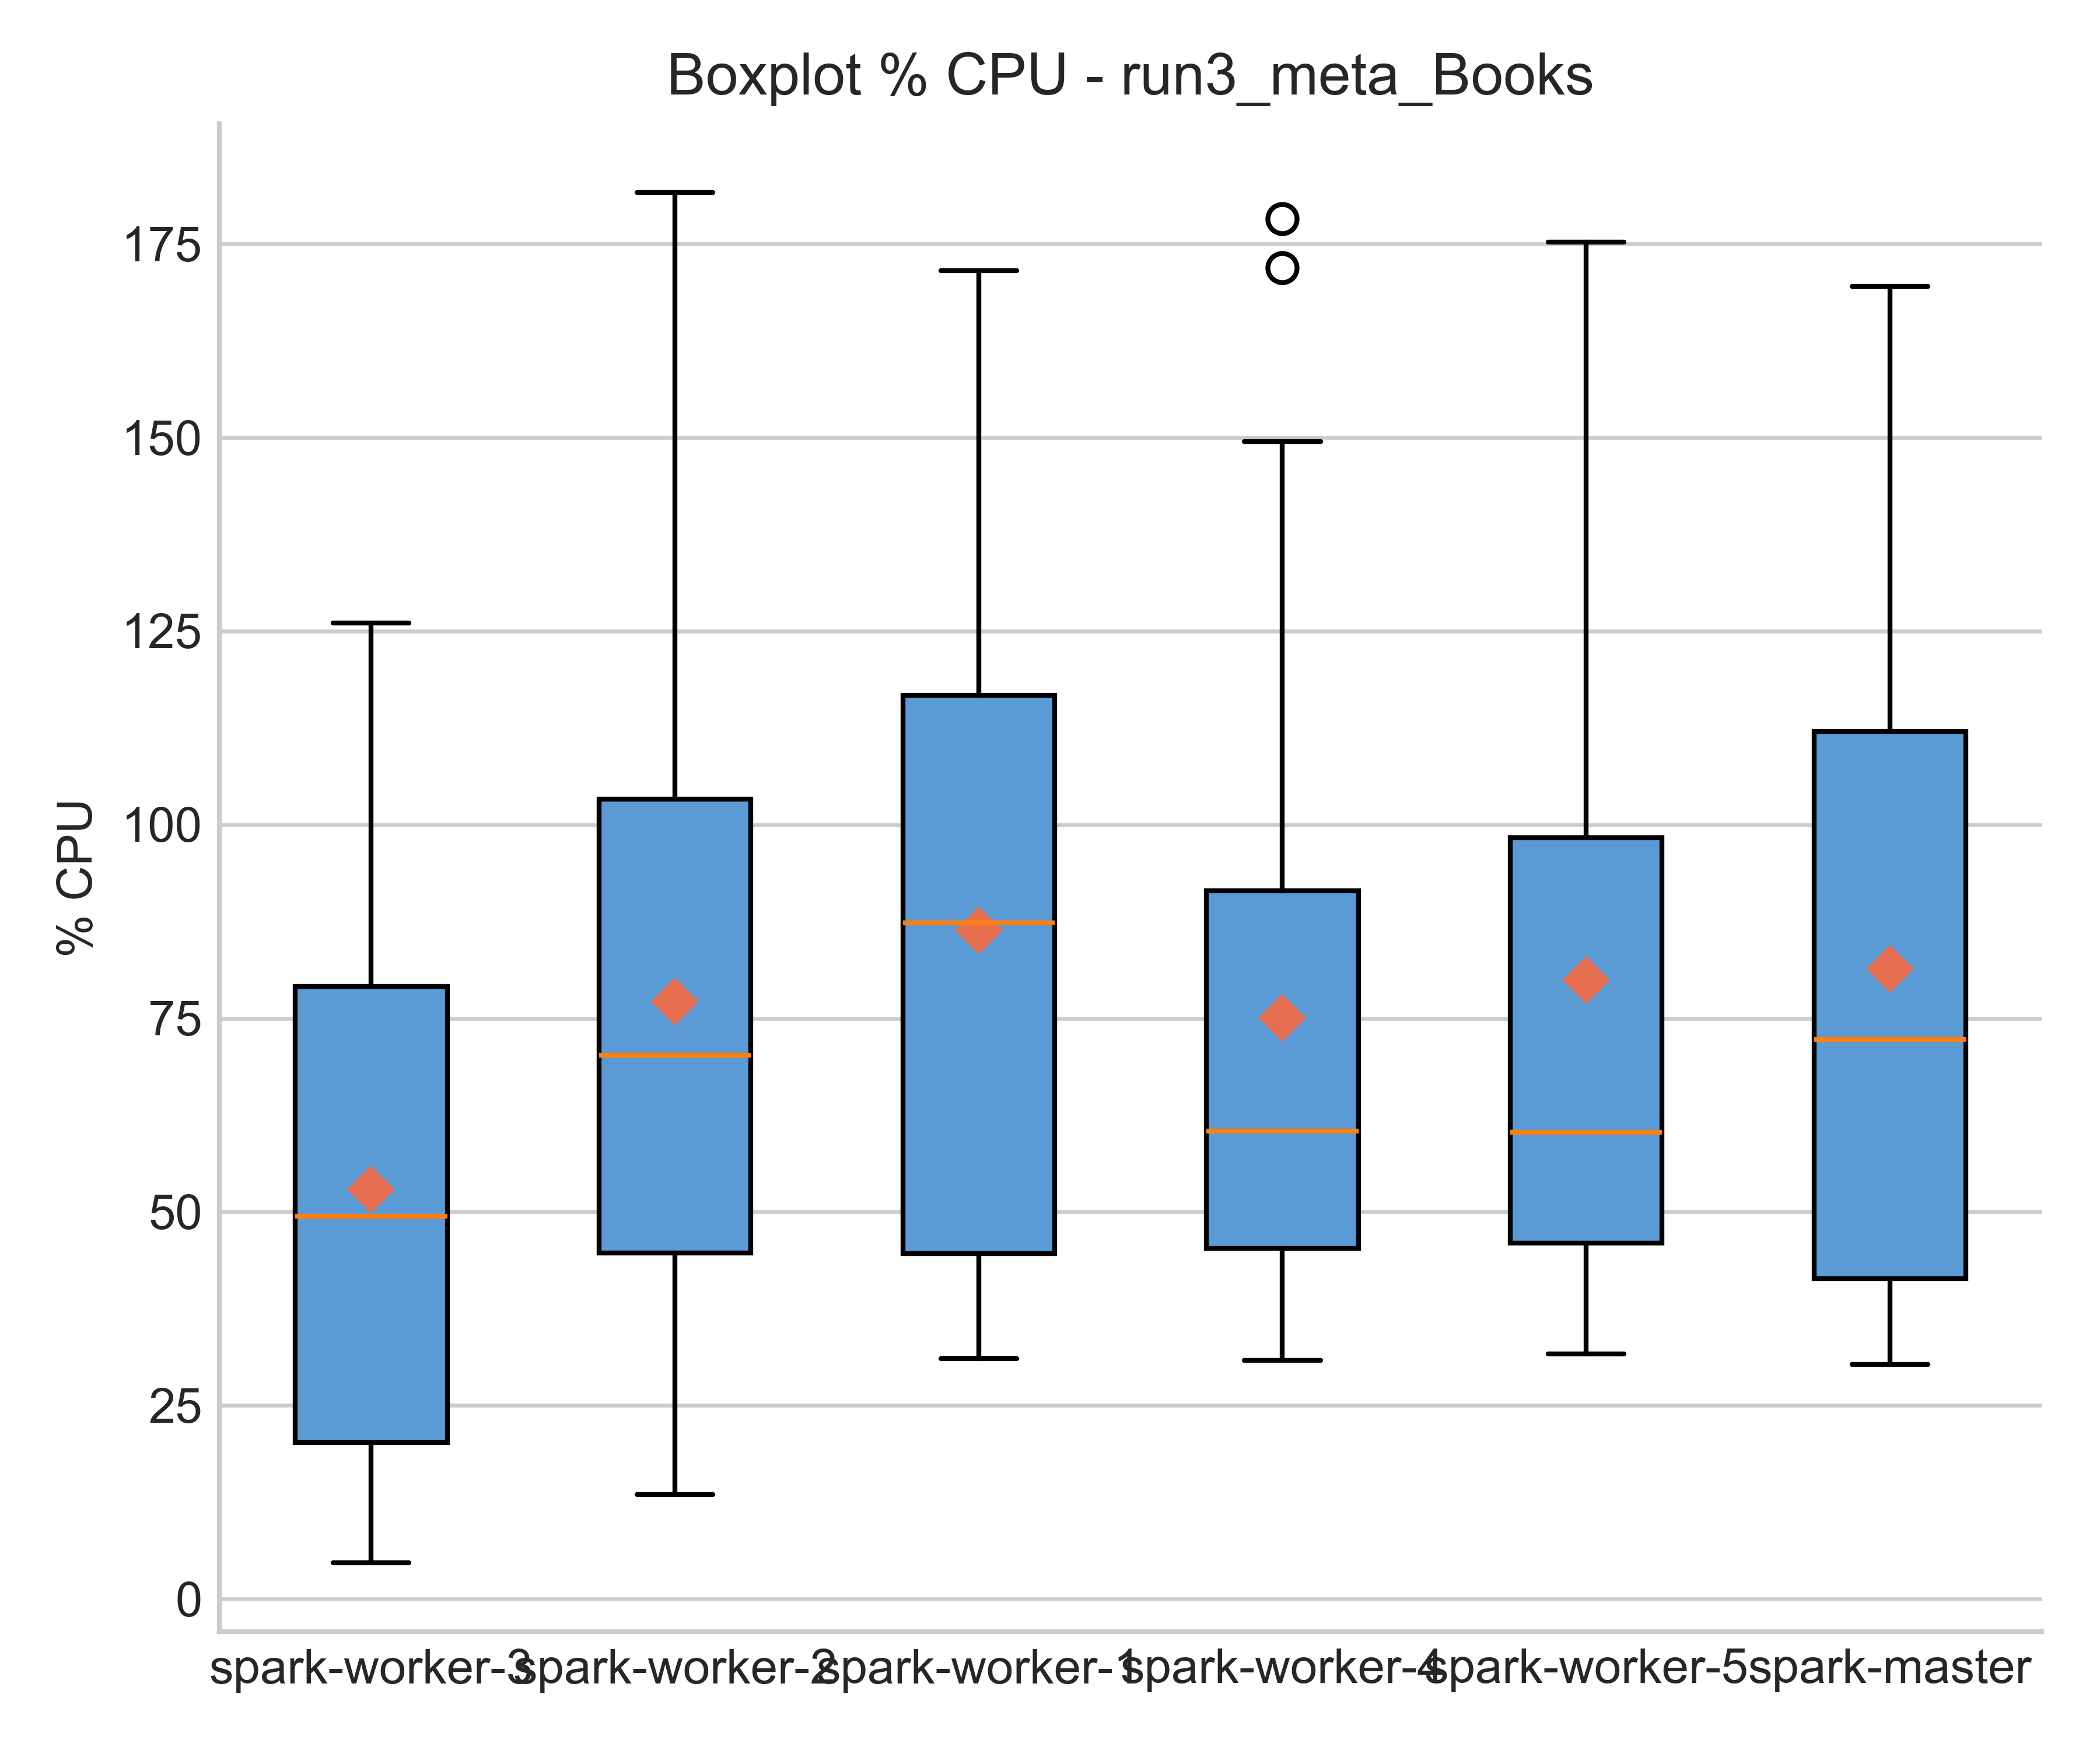 Boxplot % CPU - run3_meta_Books
% CPU
175
150
125
100
75
50
25
0
spark-worker-3 spark-worker-2 spark-worker-1 spark-worker-4 spark-worker-5 spark-master